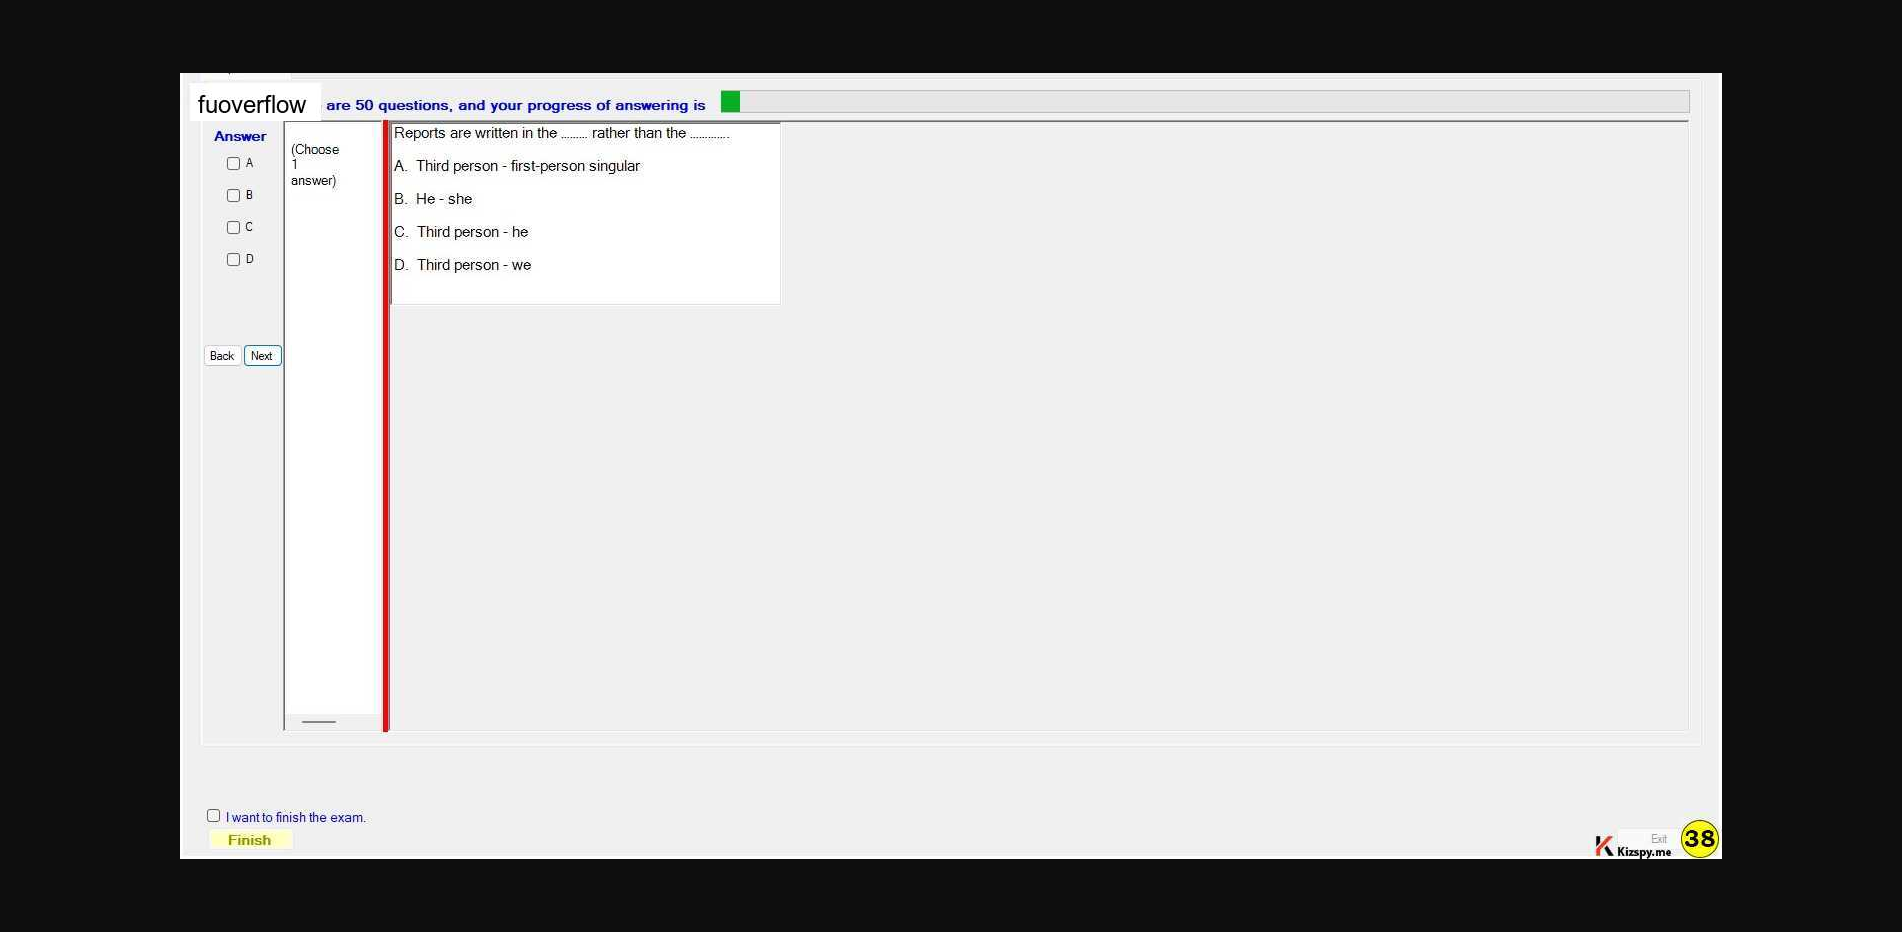 fuoverflow are 50 questions, and your progress of answering is
Answer
A
B
C
D
Back Next
(Choose
1
answer)
Reports are written in the ......... rather than the .............
A. Third person - first-person singular
B. He - she
C. Third person - he
D. Third person - we
I want to finish the exam.
Finish
Exit
Kizspy.me
38